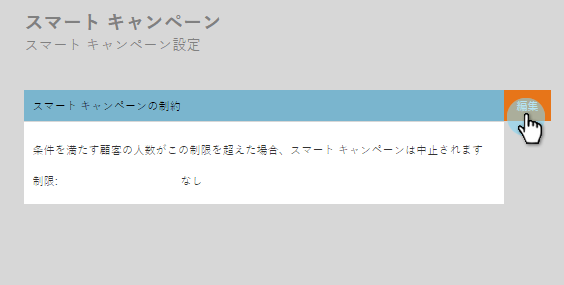 スマート キャンペーン
スマート キャンペーン設定
スマート キャンペーンの制約
編集
条件を満たす顧客の人数がこの制限を超えた場合、スマート キャンペーンは中止されます
制限: なし